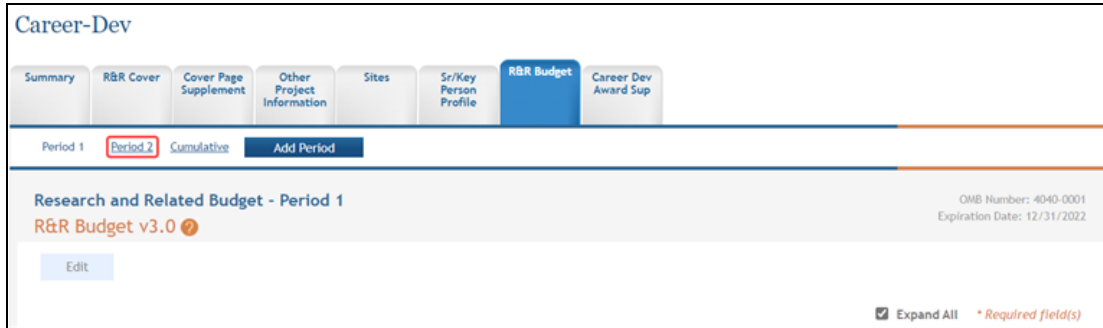 Career-Dev
Summary
R&R Cover
Cover Page
Supplement
Other
Project
Information
Sites
Sr/Key
Person
Profile
R&R Budget
Career Dev
Award Sup
Period 1 Period 2 Cumulative Add Period
Research and Related Budget - Period 1
OMB Number: 4040-0001
R&R Budget v3.0 ?
Expiration Date: 12/31/2022
Edit
Expand All * Required field(s)